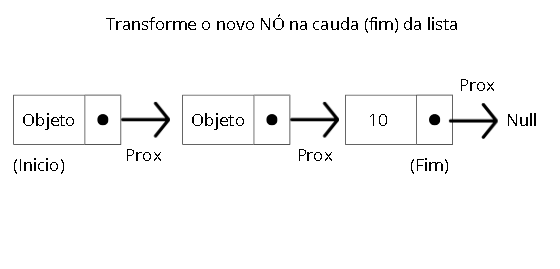 Transforme o novo NÓ na cauda (fim) da lista
Prox
Objeto
Objeto
10
Null
(Inicio)
Prox
Prox
(Fim)